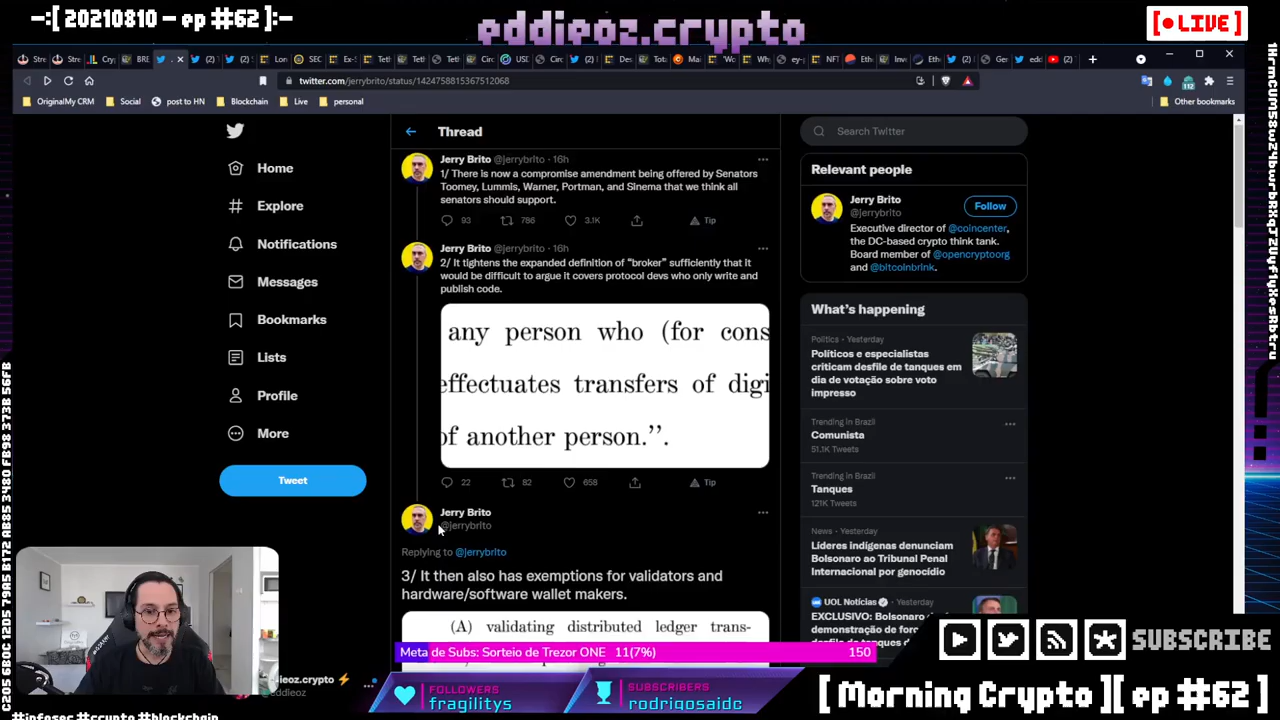 -:[ 20210810 - ep #62 ]:-
eddieoz.crypto
[● LIVE]
twitter.com/jerrybrito/status/1424758815367512068
OriginalMy CRM
Social
post to HN
Blockchain
Live
personal
Other bookmarks
Home
Explore
Notifications
Messages
Bookmarks
Lists
Profile
More
Tweet
Thread
Jerry Brito @jerrybrito · 16h
1/ There is now a compromise amendment being offered by Senators
Toomey, Lummis, Warner, Portman, and Sinema that we think all
senators should support.
93 786 3.1K Tip
Jerry Brito @jerrybrito · 16h
2/ It tightens the expanded definition of "broker" sufficiently that it
would be difficult to argue it covers protocol devs who only write and
publish code.
any person who (for cons
effectuates transfers of digi
of another person.”.
22 82 658 Tip
Jerry Brito
@jerrybrito
Replying to @jerrybrito
3/ It then also has exemptions for validators and
hardware/software wallet makers.
(A) validating distributed ledger trans-
Search Twitter
Relevant people
Jerry Brito
@jerrybrito
Follow
Executive director of @coincenter,
the DC-based crypto think tank.
Board member of @opencryptoorg
and @bitcoinbrink.
What's happening
Politics · Yesterday
Políticos e especialistas
criticam desfile de tanques em
dia de votação sobre voto
impresso
Trending in Brazil
Comunista
51.1K Tweets
Trending in Brazil
Tanques
121K Tweets
News · Yesterday
Líderes indígenas denunciam
Bolsonaro ao Tribunal Penal
Internacional por genocídio
UOL Notícias · Yesterday
EXCLUSIVO: Bolsonaro
demonstração de
Meta de Subs: Sorteio de Trezor ONE 11(7%) 150
FOLLOWERS
fragilitys
SUBSCRIBERS
rodrigosaidc
SUBSCRIBE
[ Morning Crypto ][ ep #62 ]
@eddieoz
#infosec #crypto #blockchain